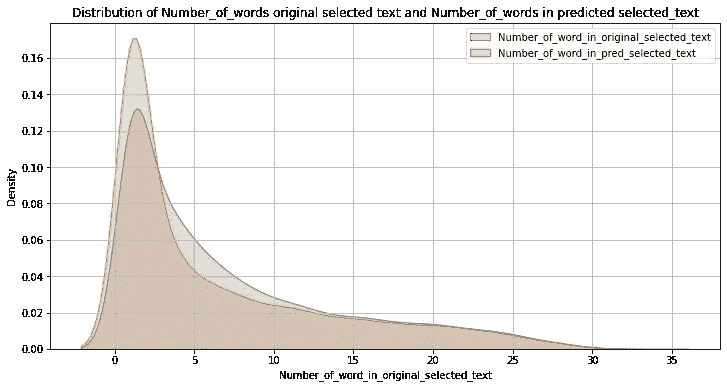 Distribution of Number_of_words original selected text and Number_of_words in predicted selected_text
Number_of_word_in_original_selected_text
Number_of_word_in_pred_selected_text
Density
0.16
0.14
0.12
0.10
0.08
0.06
0.04
0.02
0.00
0 5 10 15 20 25 30 35
Number_of_word_in_original_selected_text